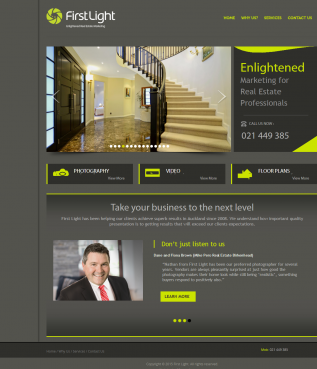 FirstLight
Enlightened Real Estate Marketing
HOME WHY US? SERVICES CONTACT US
Enlightened
Marketing for
Real Estate
Professionals
CALL US NOW:
021 449 385
PHOTOGRAPHY
View More
VIDEO
View More
FLOOR PLANS
View More
Take your business to the next level
First Light has been helping our clients achieve superb results in Auckland since 2006. We understand how important quality
presentation is to getting results that will exceed our clients expectations.
Don't just listen to us
Diane and Fiona Brown (Mike Pero Real Estate Birkenhead)
"Nathan from First Light has been our preferred photographer for several
years. Vendors are always pleasantly surprised at just how good the
photography makes their home look while still being "realistic", something
buyers respond to positively also."
LEARN MORE
Home | Why Us | Services | Contact Us
021 449 385
Copyright © 2015 First Light. All rights reserved.